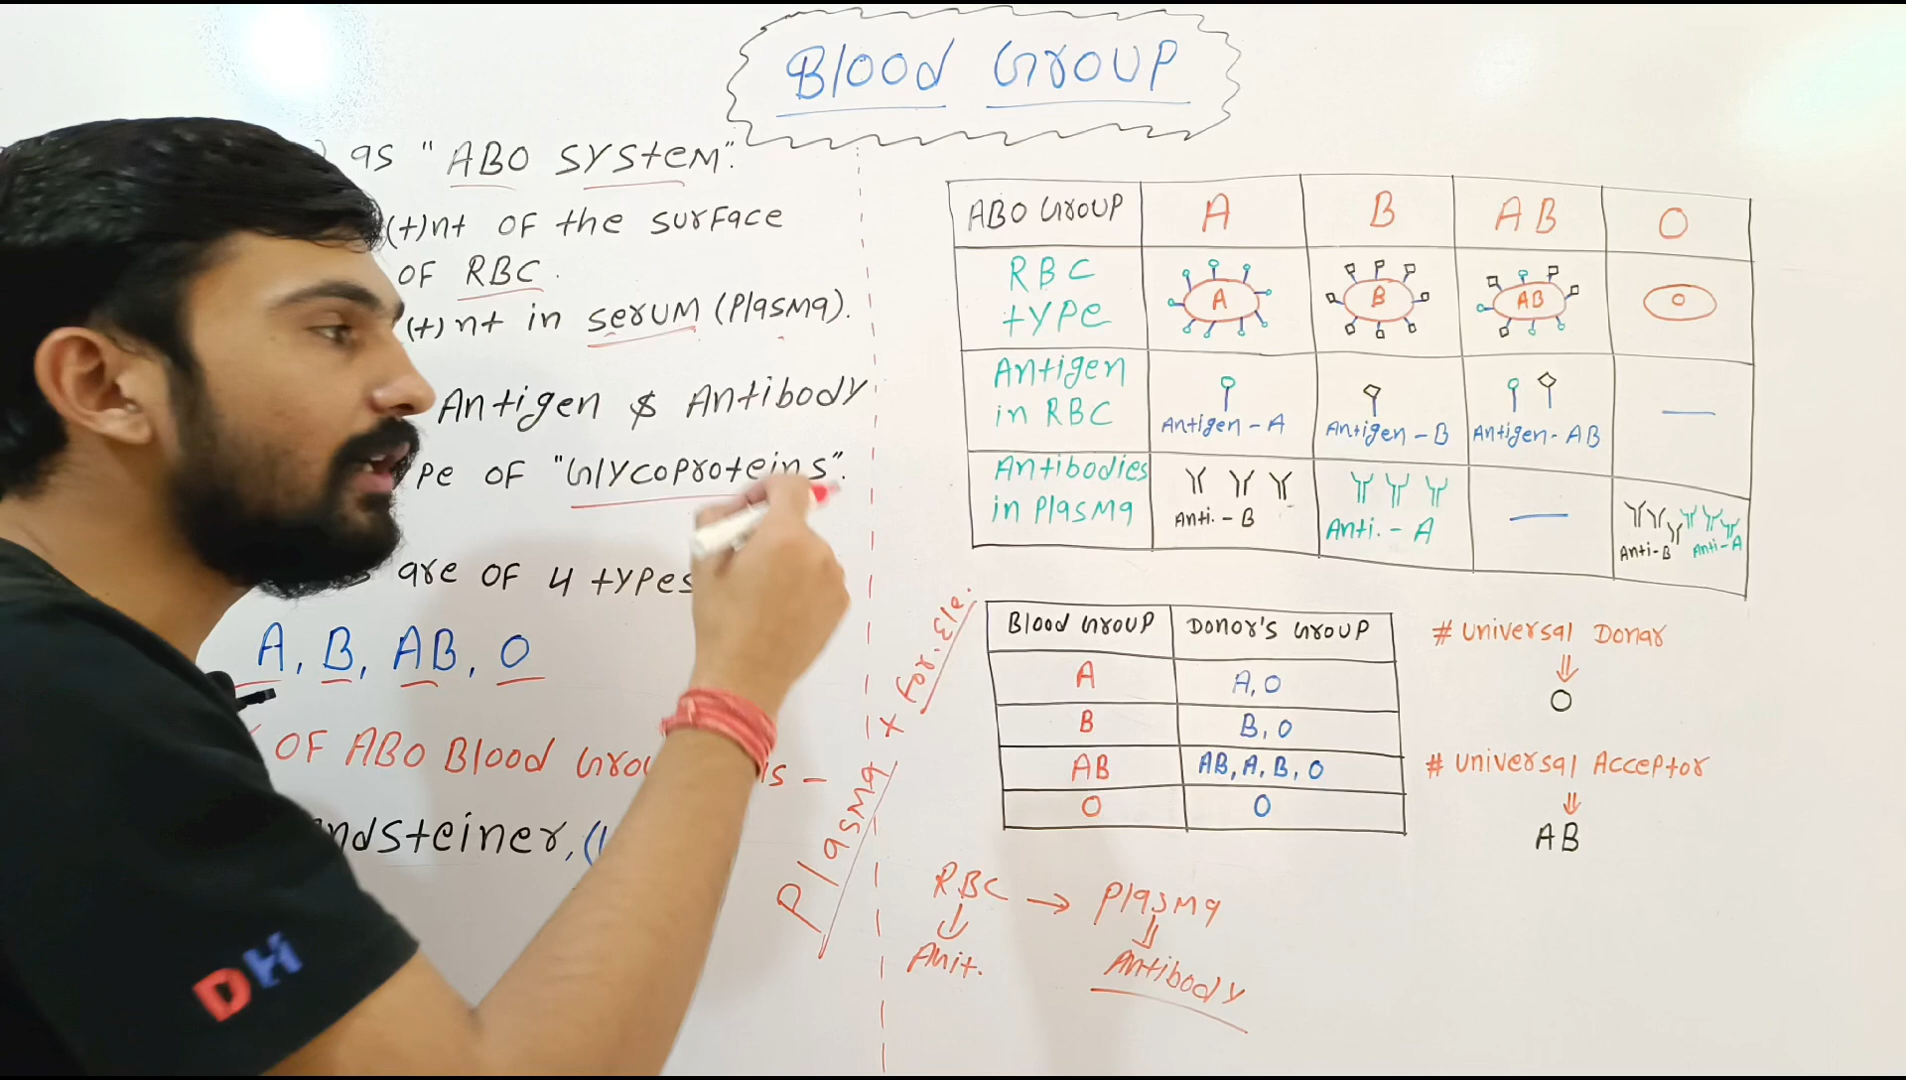 Blood Group
as "ABO System".
(+)nt OF the surface
OF RBC.
(+)nt in serum (Plasma).
Antigen & Antibody
pe OF "Glycoproteins".
are OF 4 types
A, B, AB, O
OF ABO Blood Grou is -
ndsteiner, (
DH
Plasma x For. Ele.
ABO Group A B AB O
RBC type A B AB O
Antigen in RBC Antigen-A Antigen-B Antigen-AB —
Antibodies in Plasma Anti.-B Anti.-A — Anti-B Anti-A
Blood Group Donor's Group
A A, O
B B, O
AB AB, A, B, O
O O
# Universal Donar
⇓
O
# Universal Acceptor
⇓
AB
RBC → Plasma
Anit. Antibody